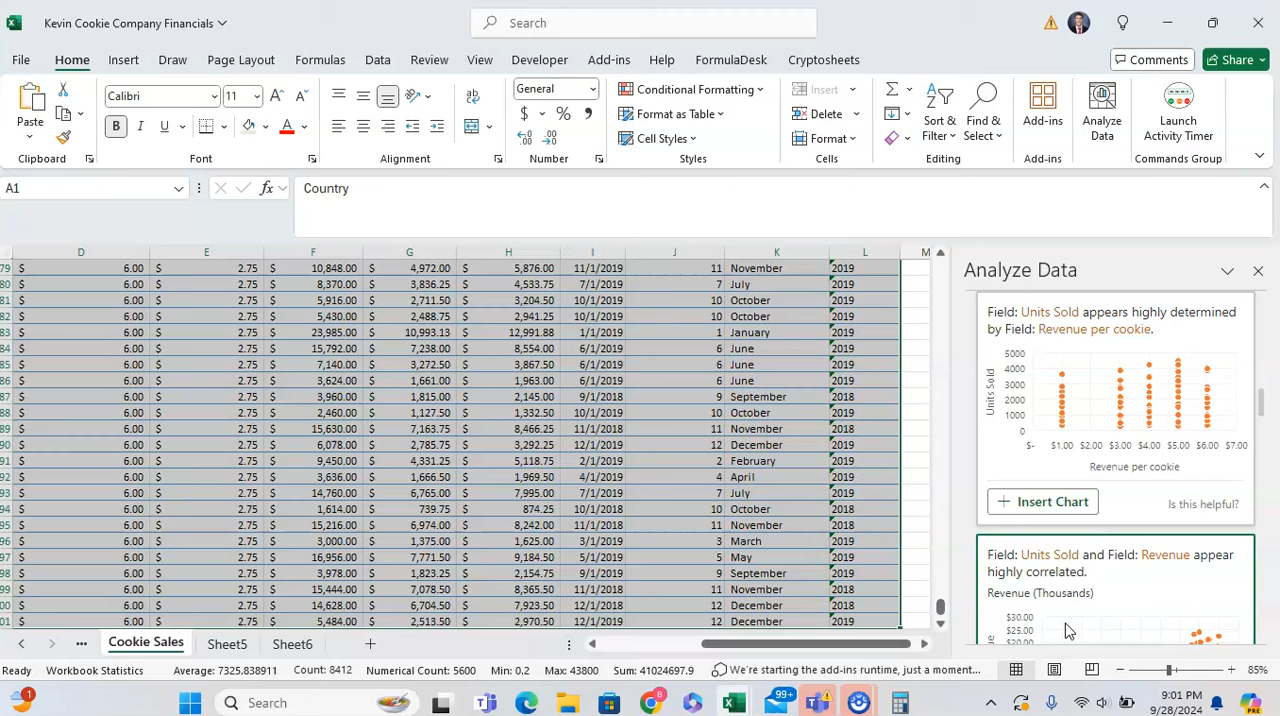 Kevin Cookie Company Financials
Search
File Home Insert Draw Page Layout Formulas Data Review View Developer Add-ins Help FormulaDesk Cryptosheets Comments Share
Calibri 11 General Conditional Formatting Insert
Paste B I U $ % Format as Table Delete Sort & Filter Find & Select Add-ins Analyze Data Launch Activity Timer
Cell Styles Format
Clipboard Font Alignment Number Styles Cells Editing Add-ins Commands Group
A1 fx Country
D E F G H I J K L M
79 $ 6.00 $ 2.75 $ 10,848.00 $ 4,972.00 $ 5,876.00 11/1/2019 11 November 2019
80 $ 6.00 $ 2.75 $ 8,370.00 $ 3,836.25 $ 4,533.75 7/1/2019 7 July 2019
81 $ 6.00 $ 2.75 $ 5,916.00 $ 2,711.50 $ 3,204.50 10/1/2019 10 October 2019
82 $ 6.00 $ 2.75 $ 5,430.00 $ 2,488.75 $ 2,941.25 10/1/2019 10 October 2019
83 $ 6.00 $ 2.75 $ 23,985.00 $ 10,993.13 $ 12,991.88 1/1/2019 1 January 2019
84 $ 6.00 $ 2.75 $ 15,792.00 $ 7,238.00 $ 8,554.00 6/1/2019 6 June 2019
85 $ 6.00 $ 2.75 $ 7,140.00 $ 3,272.50 $ 3,867.50 6/1/2019 6 June 2019
86 $ 6.00 $ 2.75 $ 3,624.00 $ 1,661.00 $ 1,963.00 6/1/2019 6 June 2019
87 $ 6.00 $ 2.75 $ 3,960.00 $ 1,815.00 $ 2,145.00 9/1/2018 9 September 2018
88 $ 6.00 $ 2.75 $ 2,460.00 $ 1,127.50 $ 1,332.50 10/1/2019 10 October 2019
89 $ 6.00 $ 2.75 $ 15,630.00 $ 7,163.75 $ 8,466.25 11/1/2018 11 November 2018
90 $ 6.00 $ 2.75 $ 6,078.00 $ 2,785.75 $ 3,292.25 12/1/2019 12 December 2019
91 $ 6.00 $ 2.75 $ 9,450.00 $ 4,331.25 $ 5,118.75 2/1/2019 2 February 2019
92 $ 6.00 $ 2.75 $ 3,636.00 $ 1,666.50 $ 1,969.50 4/1/2019 4 April 2019
93 $ 6.00 $ 2.75 $ 14,760.00 $ 6,765.00 $ 7,995.00 7/1/2019 7 July 2019
94 $ 6.00 $ 2.75 $ 1,614.00 $ 739.75 $ 874.25 10/1/2018 10 October 2018
95 $ 6.00 $ 2.75 $ 15,216.00 $ 6,974.00 $ 8,242.00 11/1/2018 11 November 2018
96 $ 6.00 $ 2.75 $ 3,000.00 $ 1,375.00 $ 1,625.00 3/1/2019 3 March 2019
97 $ 6.00 $ 2.75 $ 16,956.00 $ 7,771.50 $ 9,184.50 5/1/2019 5 May 2019
98 $ 6.00 $ 2.75 $ 3,978.00 $ 1,823.25 $ 2,154.75 9/1/2019 9 September 2019
99 $ 6.00 $ 2.75 $ 15,444.00 $ 7,078.50 $ 8,365.50 11/1/2018 11 November 2018
00 $ 6.00 $ 2.75 $ 14,628.00 $ 6,704.50 $ 7,923.50 12/1/2018 12 December 2018
01 $ 6.00 $ 2.75 $ 5,484.00 $ 2,513.50 $ 2,970.50 12/1/2018 12 December 2018
Analyze Data
Field: Units Sold appears highly determined
by Field: Revenue per cookie.
5000
4000
3000
2000
1000
0
Units Sold
$- $1.00 $2.00 $3.00 $4.00 $5.00 $6.00 $7.00
Revenue per cookie
Insert Chart
Is this helpful?
Field: Units Sold and Field: Revenue appear
highly correlated.
Revenue (Thousands)
$30.00
$25.00
$20.00
Cookie Sales Sheet5 Sheet6
Ready Workbook Statistics Average: 7325.838911 Count: 8412 Numerical Count: 5600 Min: 0.2 Max: 43800 Sum: 41024697.9 We're starting the add-ins runtime, just a moment... 85%
1 Search 99+ 9:01 PM
9/28/2024